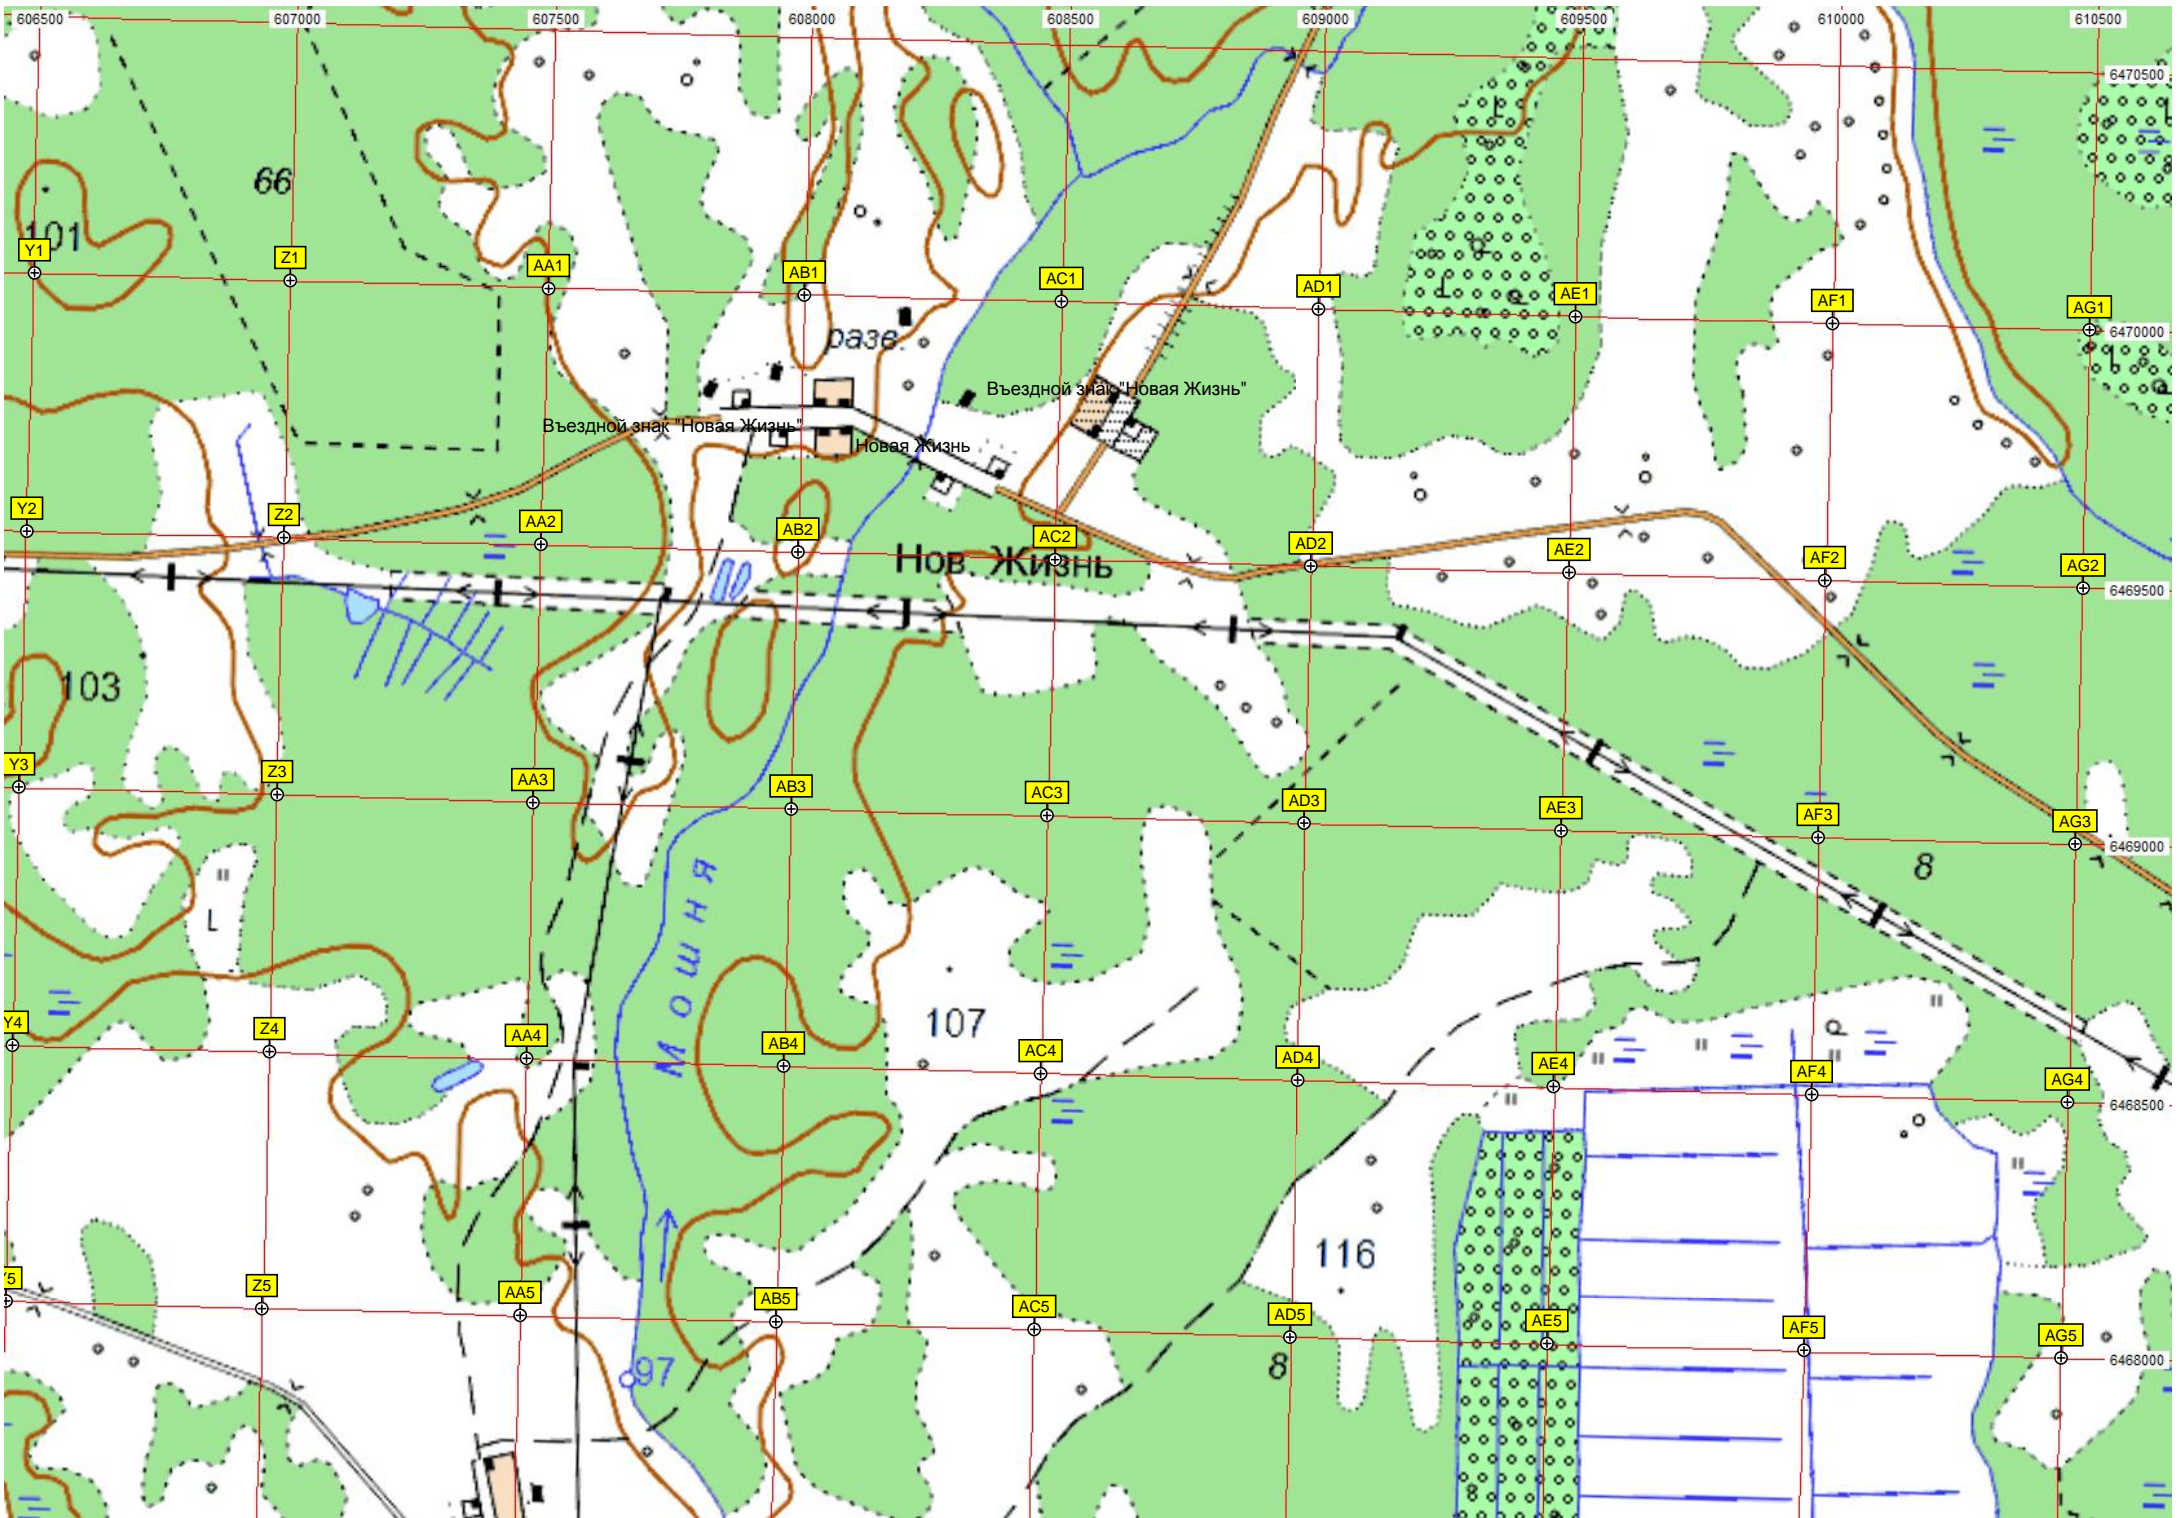 606500 607000 607500 608000 608500 609000 609500 610000 610500
6470500
66
101
Y1 Z1 AA1 AB1 AC1 AD1 AE1 AF1 AG1
6470000
разв.
Въездной знак "Новая Жизнь"
Въездной знак "Новая Жизнь"
Новая Жизнь
Y2 Z2 AA2 AB2 AC2 AD2 AE2 AF2 AG2
Нов. Жизнь
6469500
103
Y3 Z3 AA3 AB3 AC3 AD3 AE3 AF3 AG3
6469000
8
Мошня
107
Y4 Z4 AA4 AB4 AC4 AD4 AE4 AF4 AG4
р
6468500
116
Y5 Z5 AA5 AB5 AC5 AD5 AE5 AF5 AG5
6468000
8
97